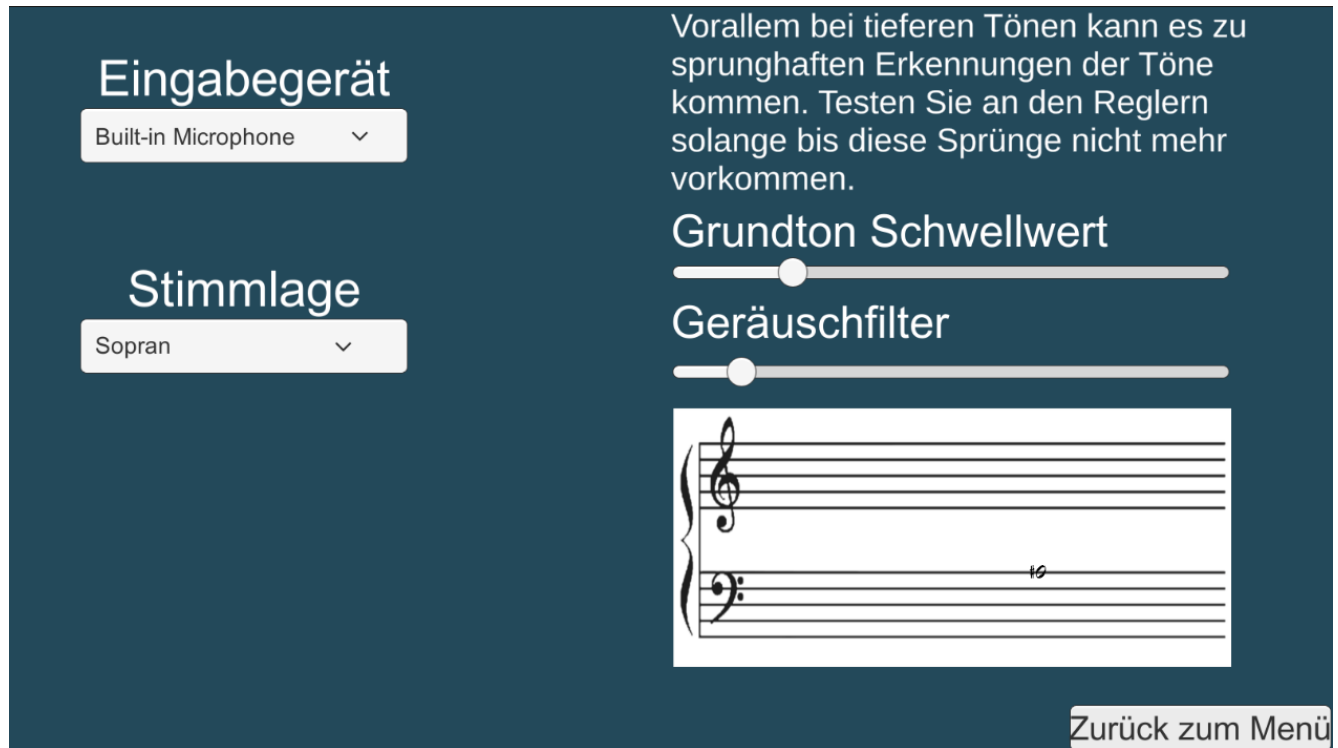 Eingabegerät
Built-in Microphone
Stimmlage
Sopran
Vorallem bei tieferen Tönen kann es zu
sprunghaften Erkennungen der Töne
kommen. Testen Sie an den Reglern
solange bis diese Sprünge nicht mehr
vorkommen.
Grundton Schwellwert
Geräuschfilter
Zurück zum Menü